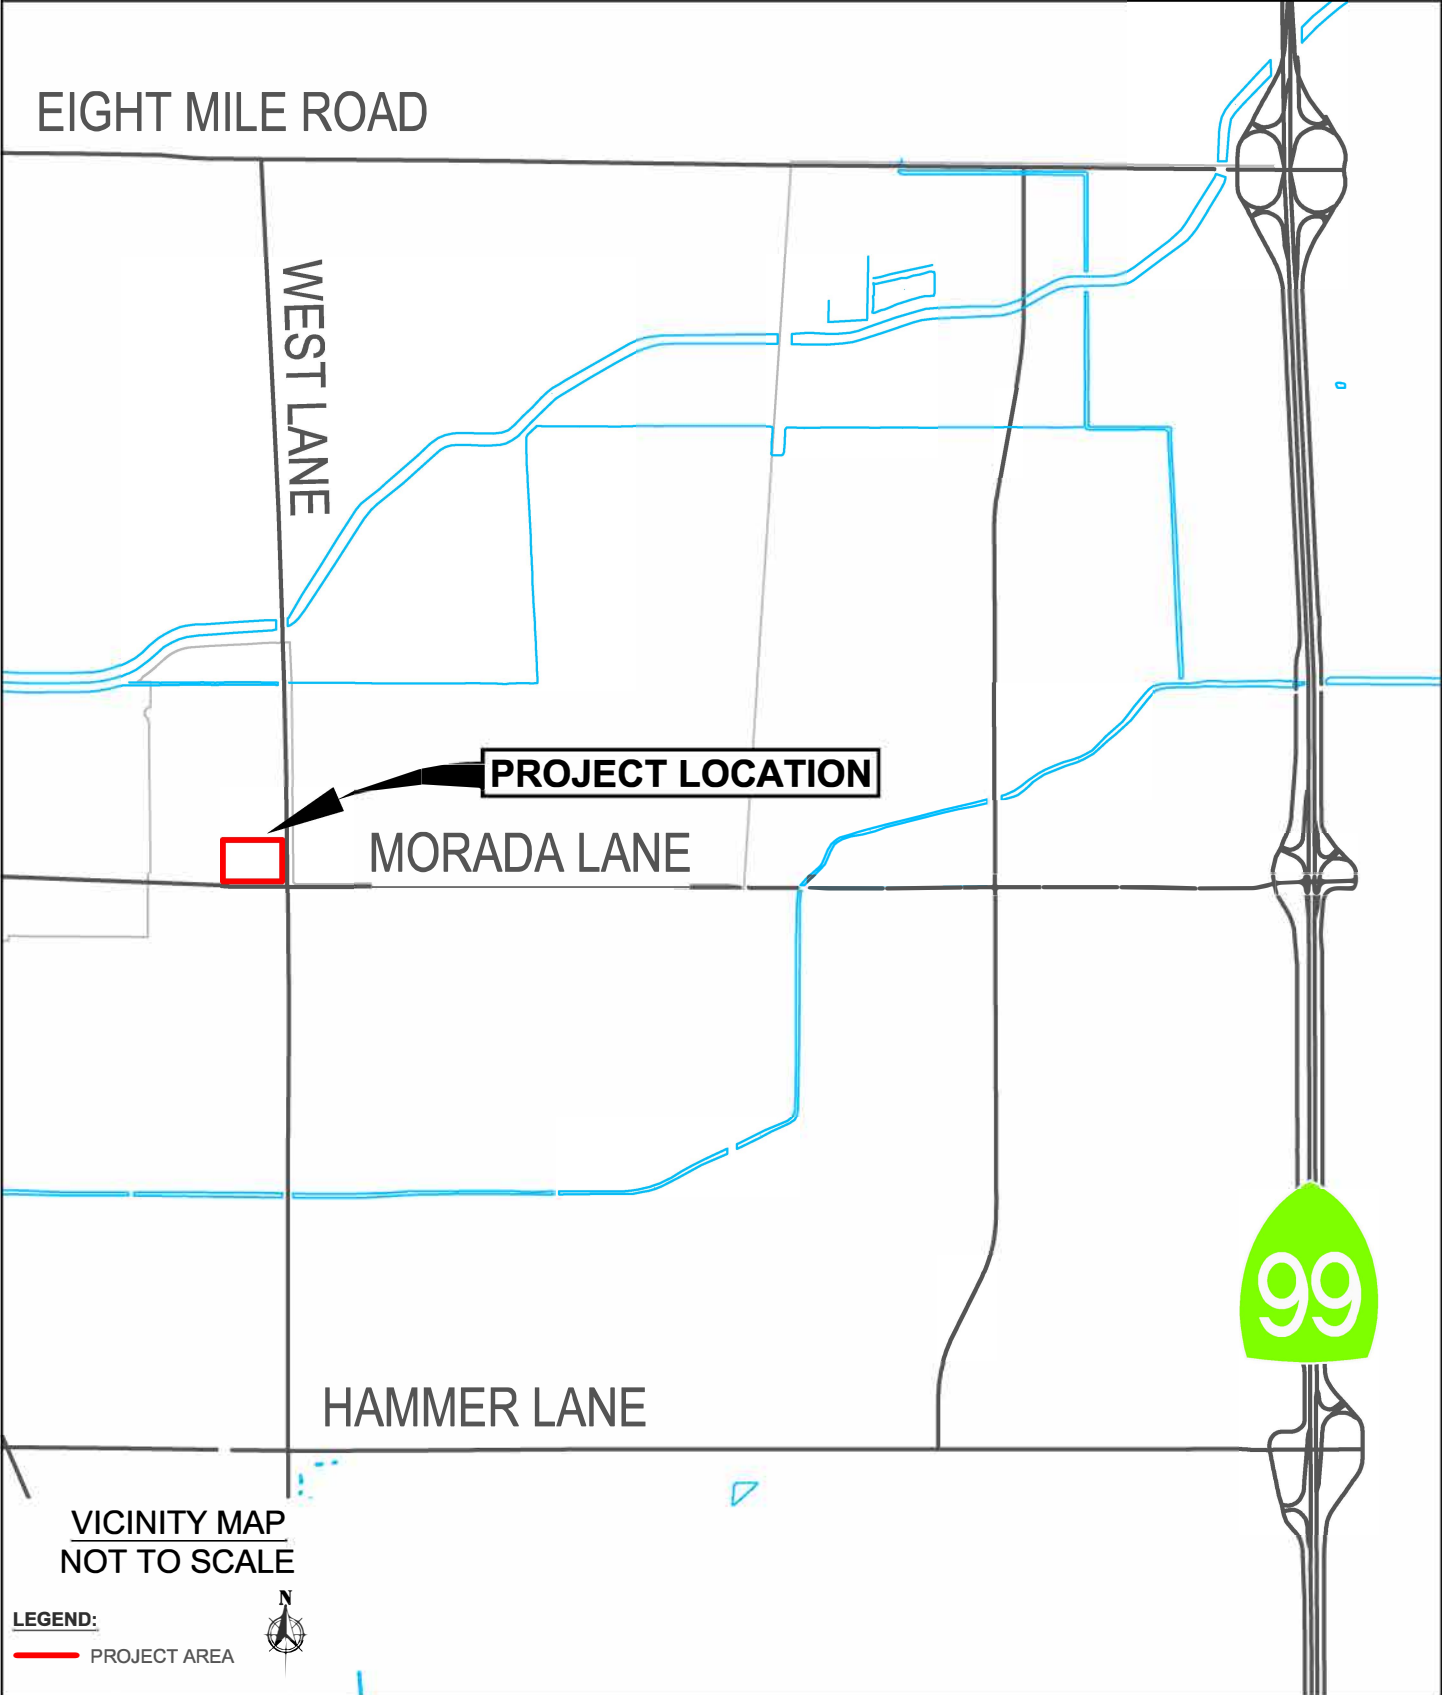 EIGHT MILE ROAD
WEST LANE
PROJECT LOCATION
MORADA LANE
99
HAMMER LANE
VICINITY MAP
NOT TO SCALE
N
LEGEND:
PROJECT AREA